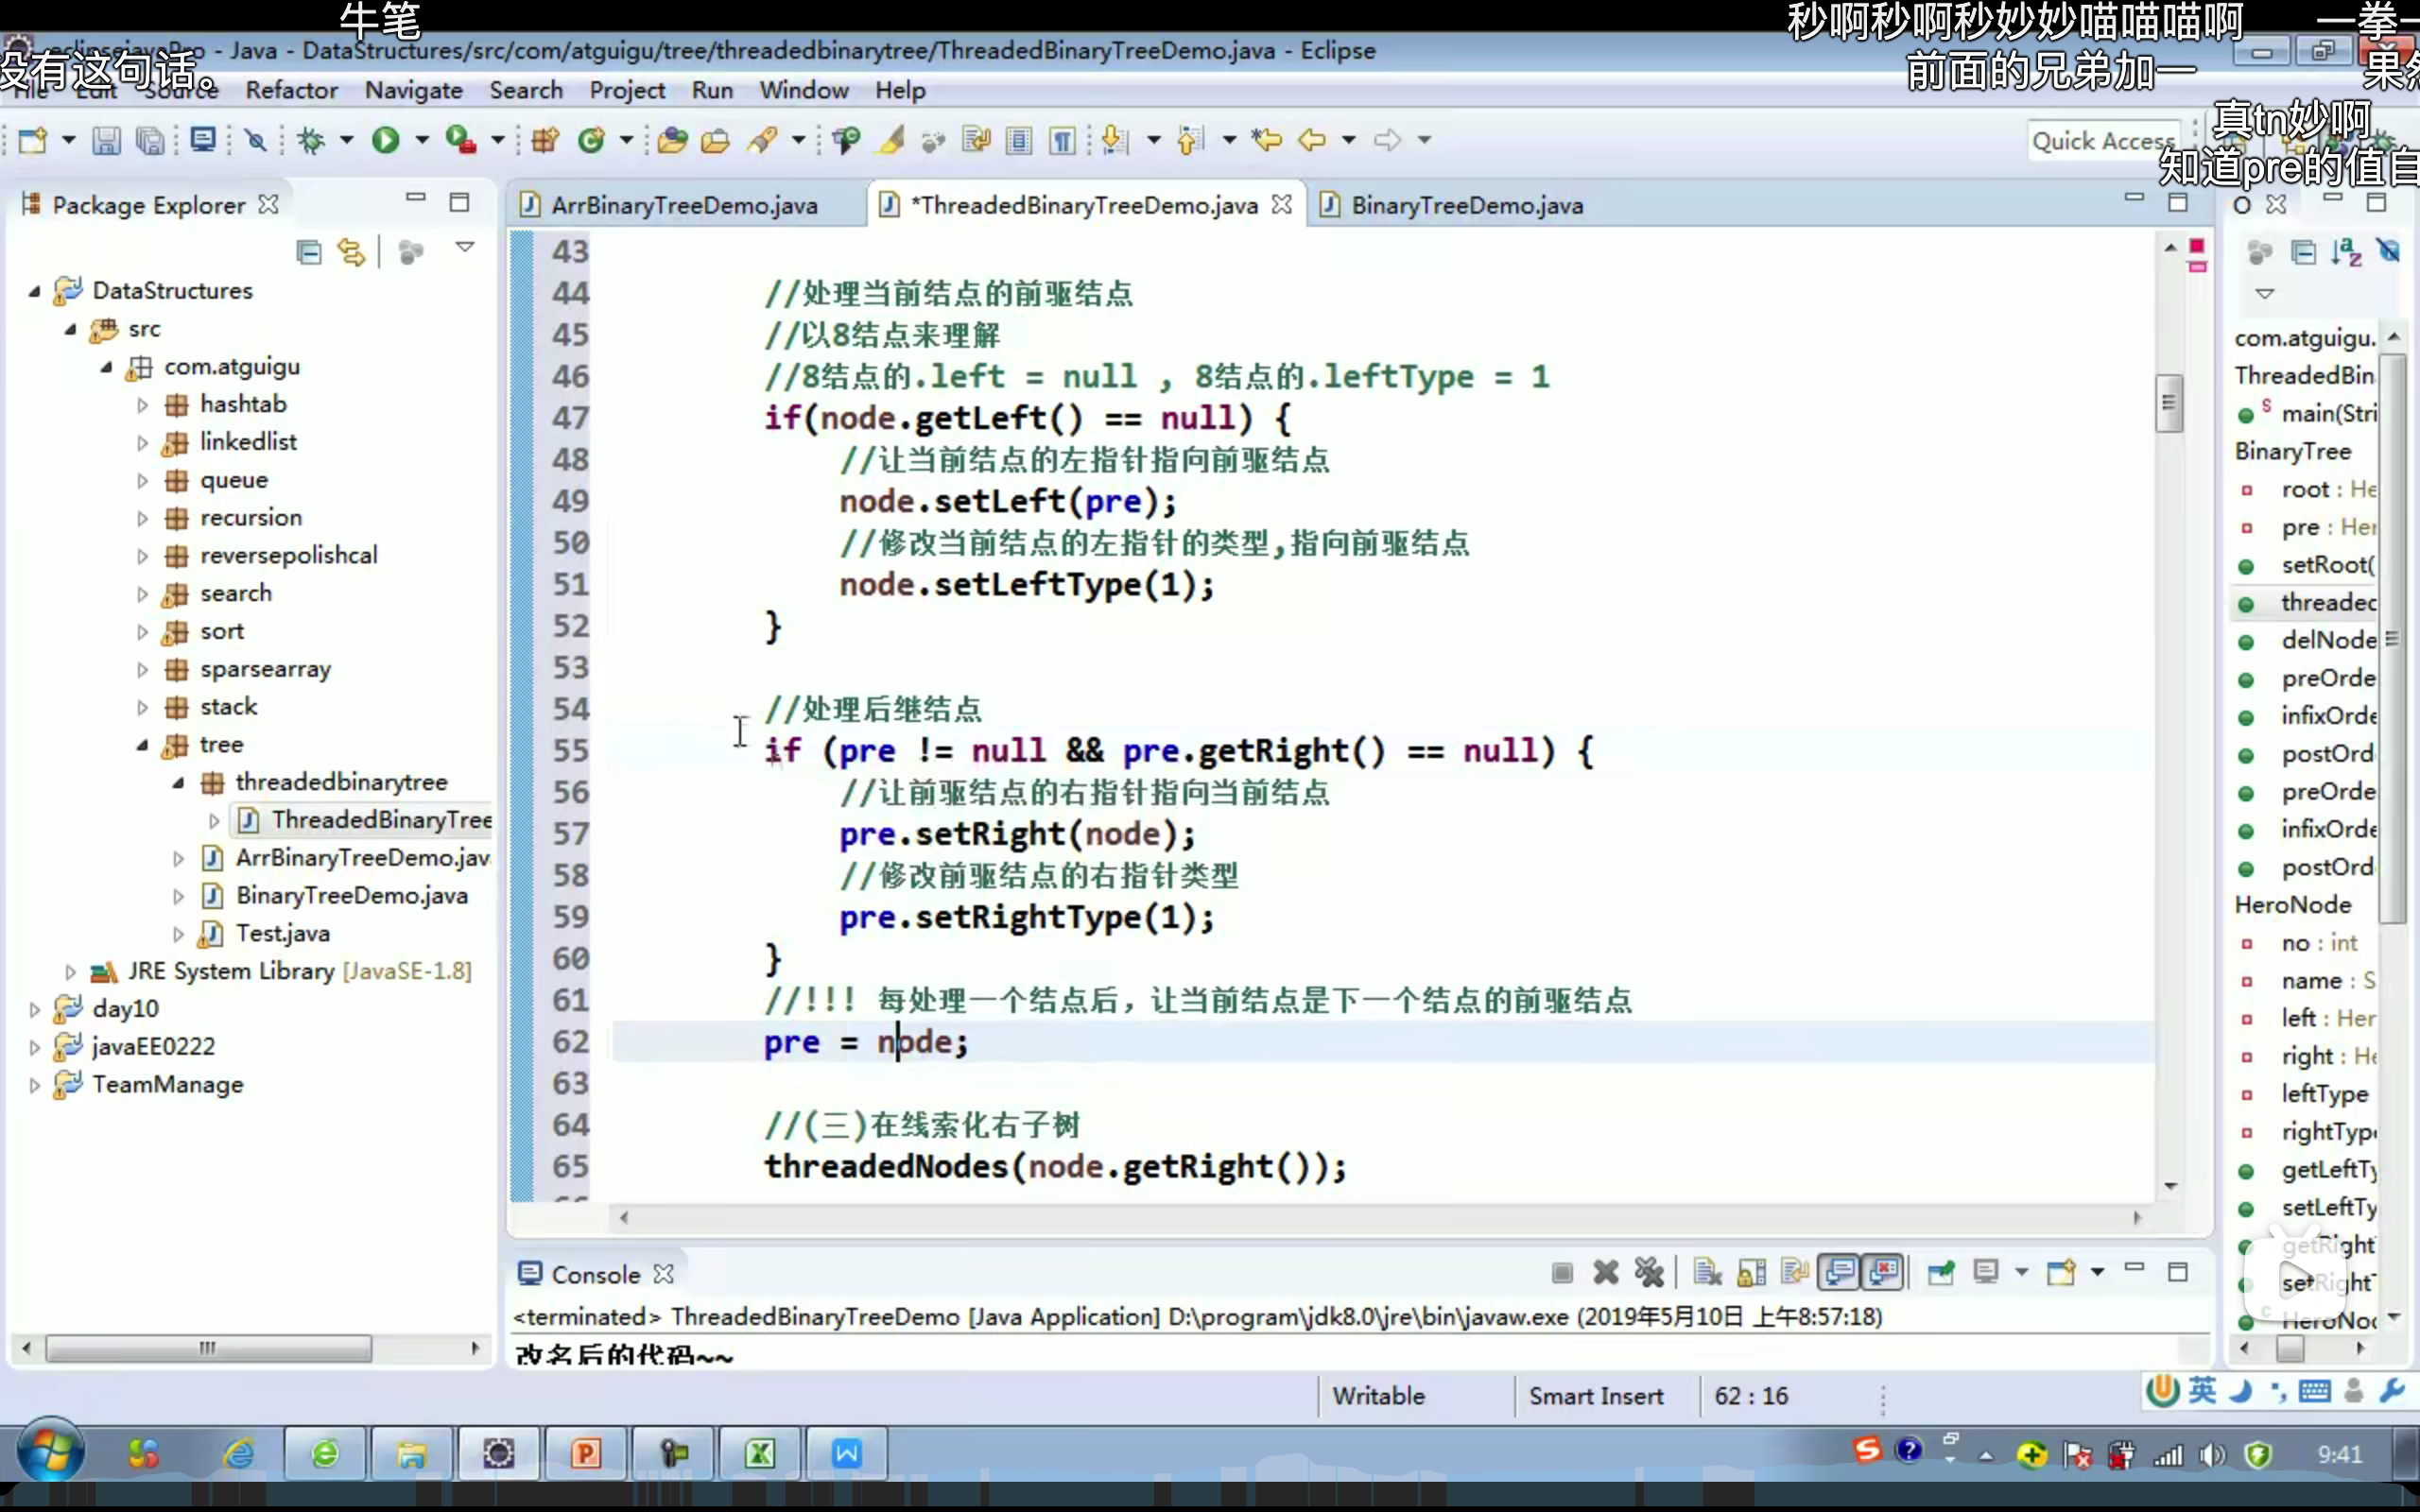 牛笔
秒啊秒啊秒妙妙喵喵喵啊
一拳
Java - DataStructures/src/com/atguigu/tree/threadedbinarytree/ThreadedBinaryTreeDemo.java - Eclipse
没有这句话。
前面的兄弟加一
File Edit Source Refactor Navigate Search Project Run Window Help
真tn妙啊
Quick Access
知道pre的值自
Package Explorer
ArrBinaryTreeDemo.java
*ThreadedBinaryTreeDemo.java
BinaryTreeDemo.java
DataStructures
src
com.atguigu
hashtab
linkedlist
queue
recursion
reversepolishcal
search
sort
sparsearray
stack
tree
threadedbinarytree
ThreadedBinaryTree
ArrBinaryTreeDemo.jav
BinaryTreeDemo.java
Test.java
JRE System Library [JavaSE-1.8]
day10
javaEE0222
TeamManage
43
44 //处理当前结点的前驱结点
45 //以8结点来理解
46 //8结点的.left = null , 8结点的.leftType = 1
47 if(node.getLeft() == null) {
48 //让当前结点的左指针指向前驱结点
49 node.setLeft(pre);
50 //修改当前结点的左指针的类型,指向前驱结点
51 node.setLeftType(1);
52 }
53
54 //处理后继结点
55 if (pre != null && pre.getRight() == null) {
56 //让前驱结点的右指针指向当前结点
57 pre.setRight(node);
58 //修改前驱结点的右指针类型
59 pre.setRightType(1);
60 }
61 //!!! 每处理一个结点后，让当前结点是下一个结点的前驱结点
62 pre = node;
63
64 //(三)在线索化右子树
65 threadedNodes(node.getRight());
com.atguigu.
ThreadedBin
main(Stri
BinaryTree
root : He
pre : Her
setRoot(
threadec
delNode
preOrde
infixOrde
postOrd
preOrde
infixOrde
postOrd
HeroNode
no : int
name : S
left : Her
right : He
leftType
rightTyp
getLeftTy
setLeftTy
getRight
setRight
HeroNod
Console
<terminated> ThreadedBinaryTreeDemo [Java Application] D:\program\jdk8.0\jre\bin\javaw.exe (2019年5月10日 上午8:57:18)
改名后的代码~~
Writable
Smart Insert
62 : 16
英
9:41